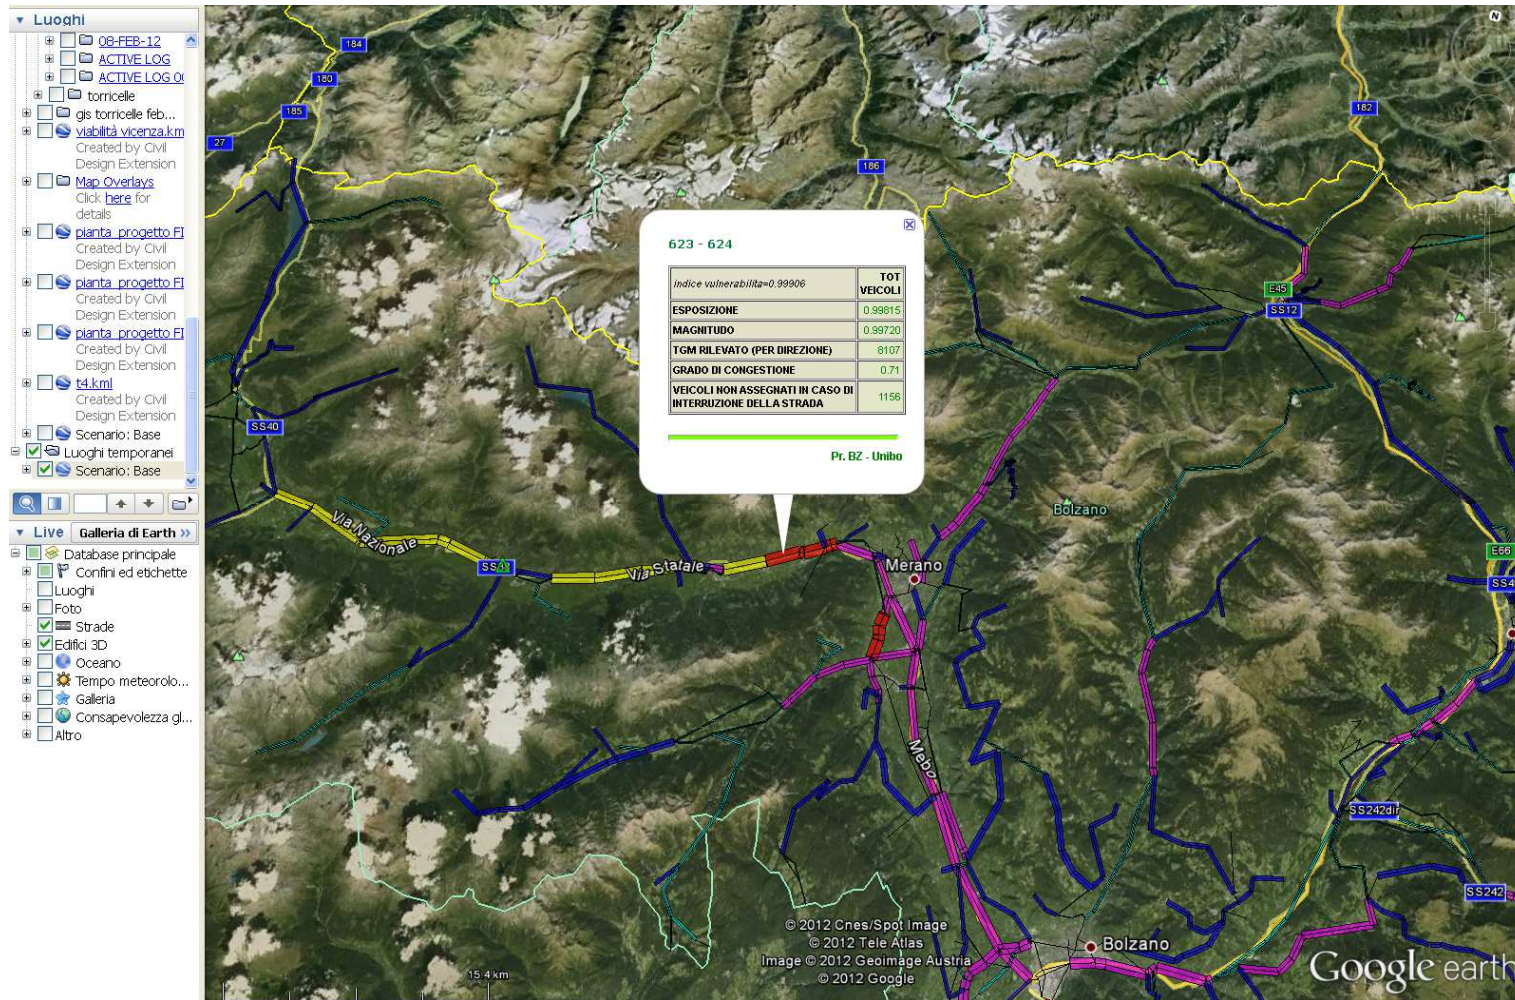 Luoghi
08-FEB-12
ACTIVE LOG
ACTIVE LOG 0(
torricelle
gis torricelle feb...
viabilità vicenza.km
Created by Civil
Design Extension
Map Overlays
Click here for
details
pianta_progetto FI
Created by Civil
Design Extension
pianta_progetto FI
Created by Civil
Design Extension
pianta_progetto FI
Created by Civil
Design Extension
t4.kml
Created by Civil
Design Extension
Scenario: Base
Luoghi temporanei
Scenario: Base
Live
Galleria di Earth >>
Database principale
Confini ed etichette
Luoghi
Foto
Strade
Edifici 3D
Oceano
Tempo meteorolo...
Galleria
Consapevolezza gl...
Altro
184
180
185
27
186
182
N
623 - 624
indice vulnerabilita=0.99906
TOT
VEICOLI
ESPOSIZIONE 0.99815
MAGNITUDO 0.99720
TGM RILEVATO (PER DIREZIONE) 8107
GRADO DI CONGESTIONE 0.71
VEICOLI NON ASSEGNATI IN CASO DI
INTERRUZIONE DELLA STRADA 1156
Pr. BZ - Unibo
E45
SS12
SS40
Via Nazionale
Via Statale
Merano
Bolzano
E66
Mebo
SS242dir
SS242
Bolzano
© 2012 Cnes/Spot Image
© 2012 Tele Atlas
Image © 2012 Geoimage Austria
© 2012 Google
15.4 km
Google earth